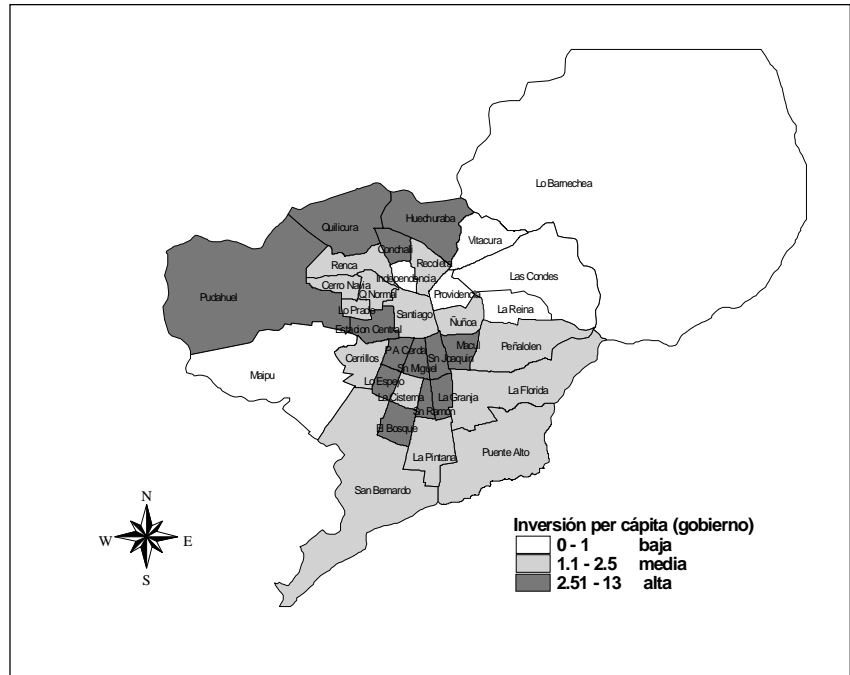 Lo Barnechea
Huechuraba
Quilicura
Vitacura
Conchali
Recoleta
Renca
Independencia
Las Condes
Cerro Navia
Q Normal
Pudahuel
Providencia
La Reina
Lo Prado
Santiago
Ñuñoa
Estacion Central
Macul
P A Cerda
Peñalolen
Sn Joaquin
Cerrillos
Sn Miguel
Maipu
Lo Espejo
La Florida
La Cisterna
La Granja
Sn Ramón
El Bosque
La Pintana
Puente Alto
San Bernardo
N
W
E
S
Inversión per cápita (gobierno)
0 - 1 baja
1.1 - 2.5 media
2.51 - 13 alta